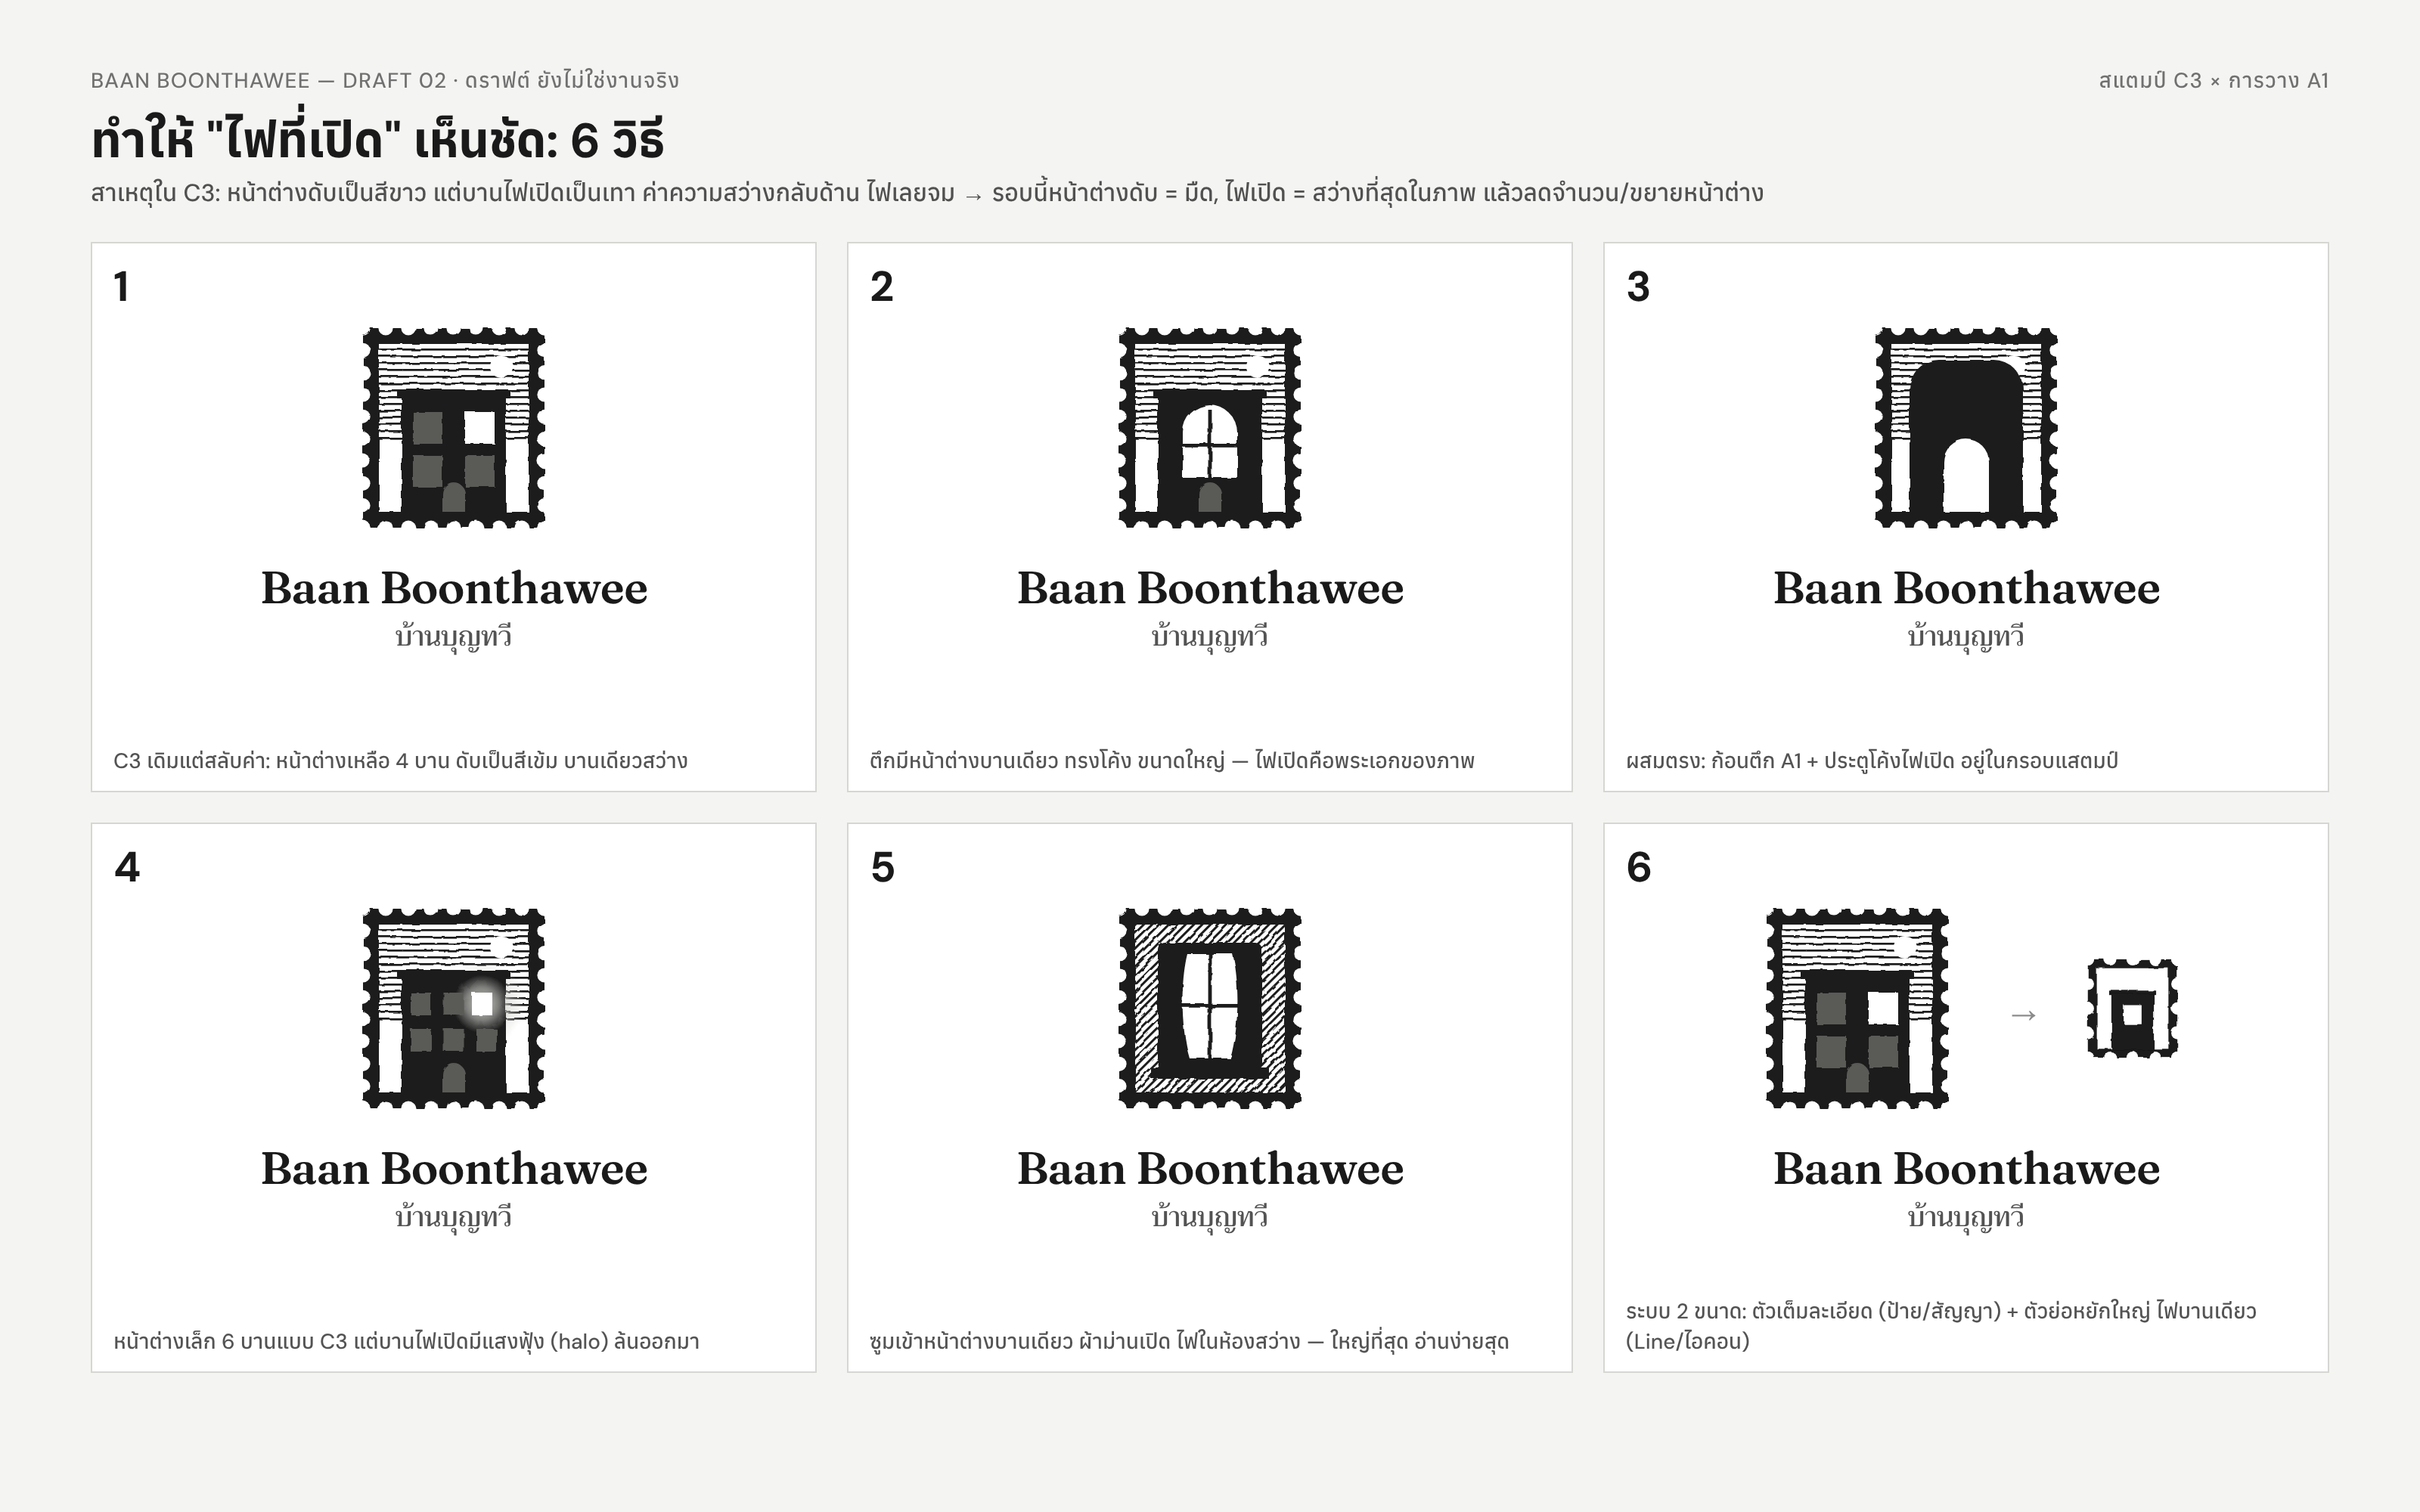 BAAN BOONTHAWEE — DRAFT 02 · ดราฟต์ ยังไม่ใช่งานจริง
สแตมป์ C3 × การวาง A1
ทำให้ "ไฟที่เปิด" เห็นชัด: 6 วิธี
สาเหตุใน C3: หน้าต่างดับเป็นสีขาว แต่บานไฟเปิดเป็นเทา ค่าความสว่างกลับด้าน ไฟเลยจม → รอบนี้หน้าต่างดับ = มืด, ไฟเปิด = สว่างที่สุดในภาพ แล้วลดจำนวน/ขยายหน้าต่าง
1
Baan Boonthawee
บ้านบุญทวี
C3 เดิมแต่สลับค่า: หน้าต่างเหลือ 4 บาน ดับเป็นสีเข้ม บานเดียวสว่าง
2
Baan Boonthawee
บ้านบุญทวี
ตึกมีหน้าต่างบานเดียว ทรงโค้ง ขนาดใหญ่ — ไฟเปิดคือพระเอกของภาพ
3
Baan Boonthawee
บ้านบุญทวี
ผสมตรง: ก้อนตึก A1 + ประตูโค้งไฟเปิด อยู่ในกรอบแสตมป์
4
Baan Boonthawee
บ้านบุญทวี
หน้าต่างเล็ก 6 บานแบบ C3 แต่บานไฟเปิดมีแสงฟุ้ง (halo) ล้นออกมา
5
Baan Boonthawee
บ้านบุญทวี
ซูมเข้าหน้าต่างบานเดียว ผ้าม่านเปิด ไฟในห้องสว่าง — ใหญ่ที่สุด อ่านง่ายสุด
6
→
Baan Boonthawee
บ้านบุญทวี
ระบบ 2 ขนาด: ตัวเต็มละเอียด (ป้าย/สัญญา) + ตัวย่อหยักใหญ่ ไฟบานเดียว
(Line/ไอคอน)